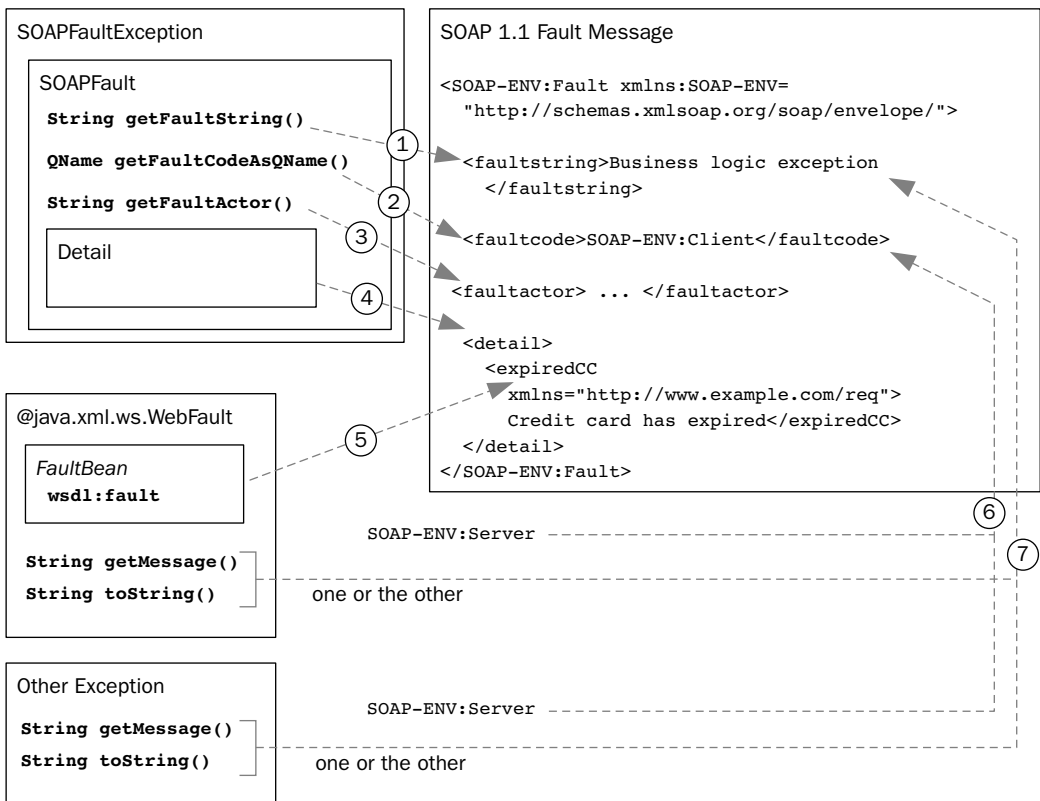 SOAPFaultException
SOAPFault
String getFaultString()
QName getFaultCodeAsQName()
String getFaultActor()
Detail
1
2
3
4
SOAP 1.1 Fault Message
<SOAP-ENV:Fault xmlns:SOAP-ENV=
"http://schemas.xmlsoap.org/soap/envelope/">
<faultstring>Business logic exception
</faultstring>
<faultcode>SOAP-ENV:Client</faultcode>
<faultactor> ... </faultactor>
<detail>
<expiredCC
xmlns="http://www.example.com/req">
Credit card has expired</expiredCC>
</detail>
</SOAP-ENV:Fault>
@java.xml.ws.WebFault
FaultBean
wsdl:fault
5
String getMessage()
String toString()
SOAP-ENV:Server
6
7
one or the other
Other Exception
String getMessage()
String toString()
SOAP-ENV:Server
one or the other